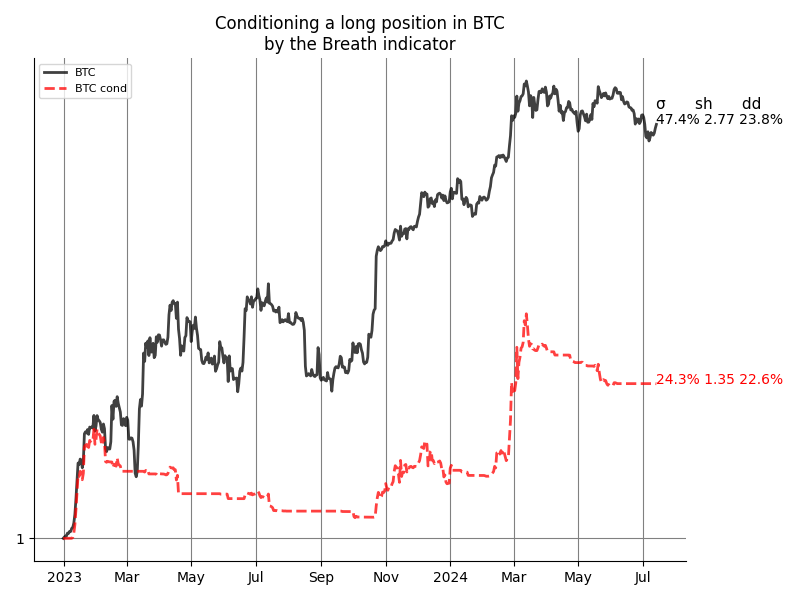 Conditioning a long position in BTC
by the Breath indicator
BTC
BTC cond
σ sh dd
47.4% 2.77 23.8%
24.3% 1.35 22.6%
1
2023 Mar May Jul Sep Nov 2024 Mar May Jul